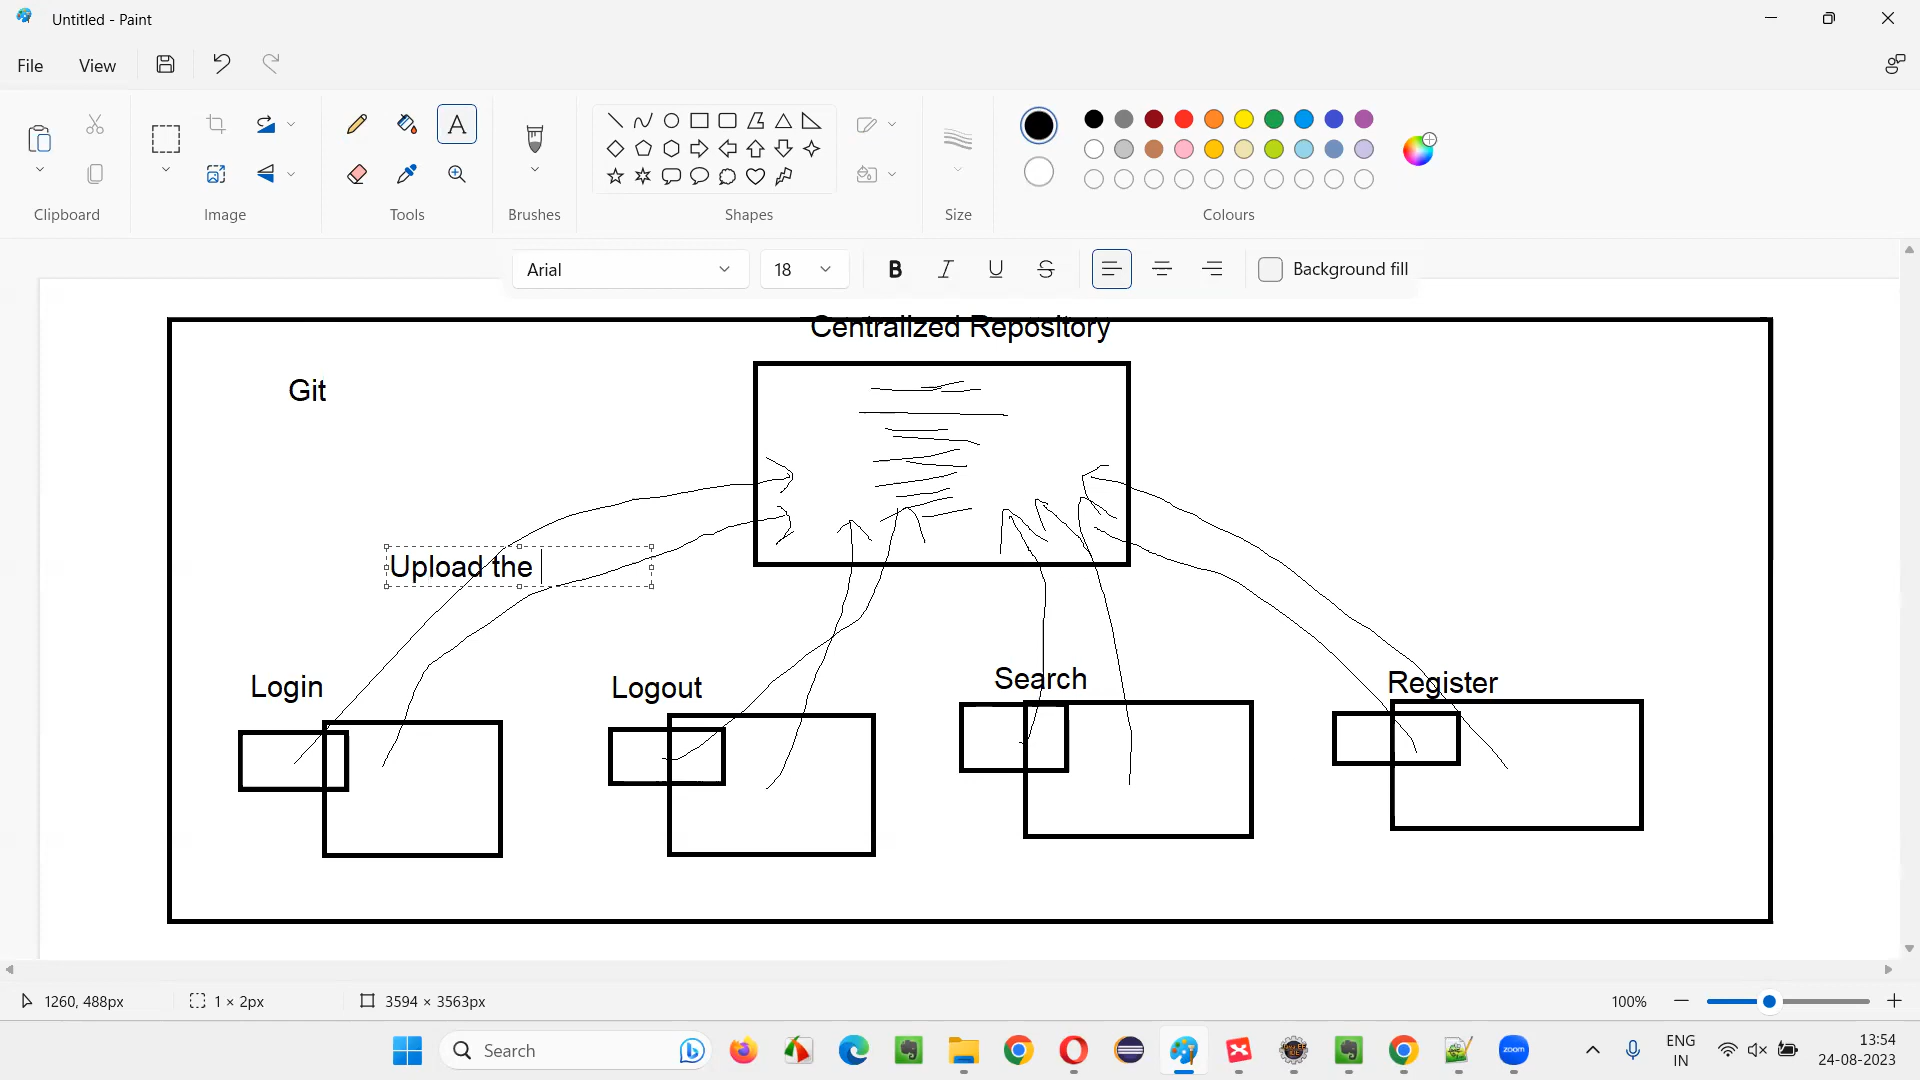 Untitled - Paint
File
View
Clipboard
Image
Tools
Brushes
Shapes
Size
Colours
Arial
18
B
I
U
S
Background fill
Centralized Repository
Git
Upload the
Login
Logout
Search
Register
1260, 488px
1 × 2px
3594 × 3563px
100%
Search
zoom
ENG
IN
13:54
24-08-2023